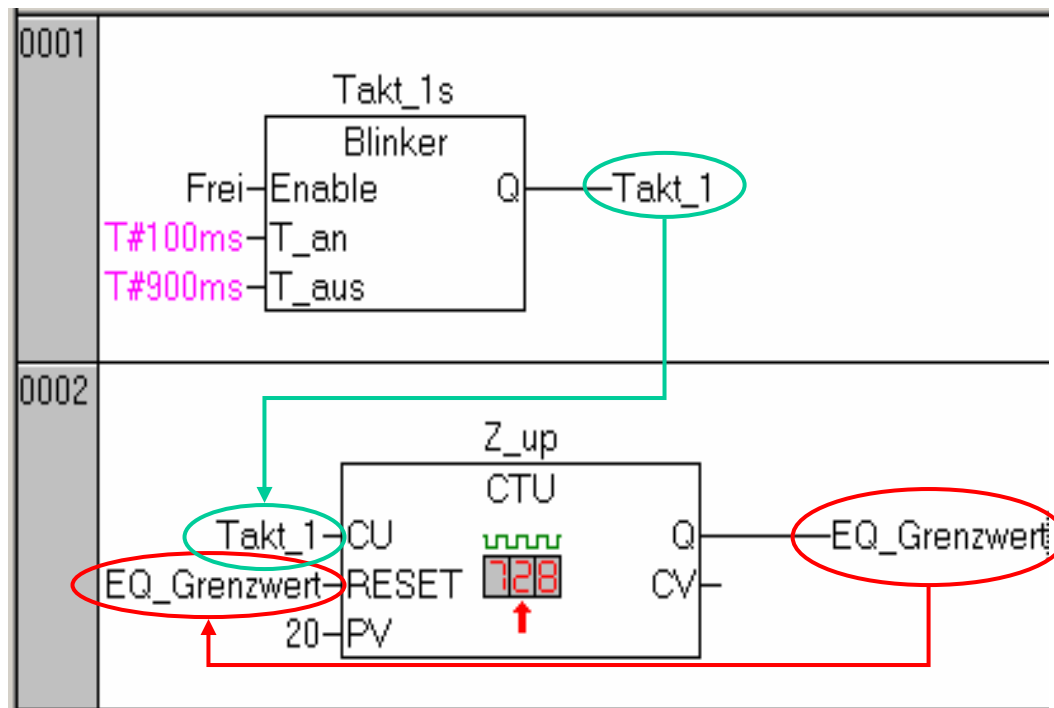 0001
Takt_1s
Blinker
Frei Enable Q Takt_1
T#100ms T_an
T#900ms T_aus
0002
Z_up
CTU
Takt_1 CU Q EQ_Grenzwert
EQ_Grenzwert RESET 728 CV
20 PV